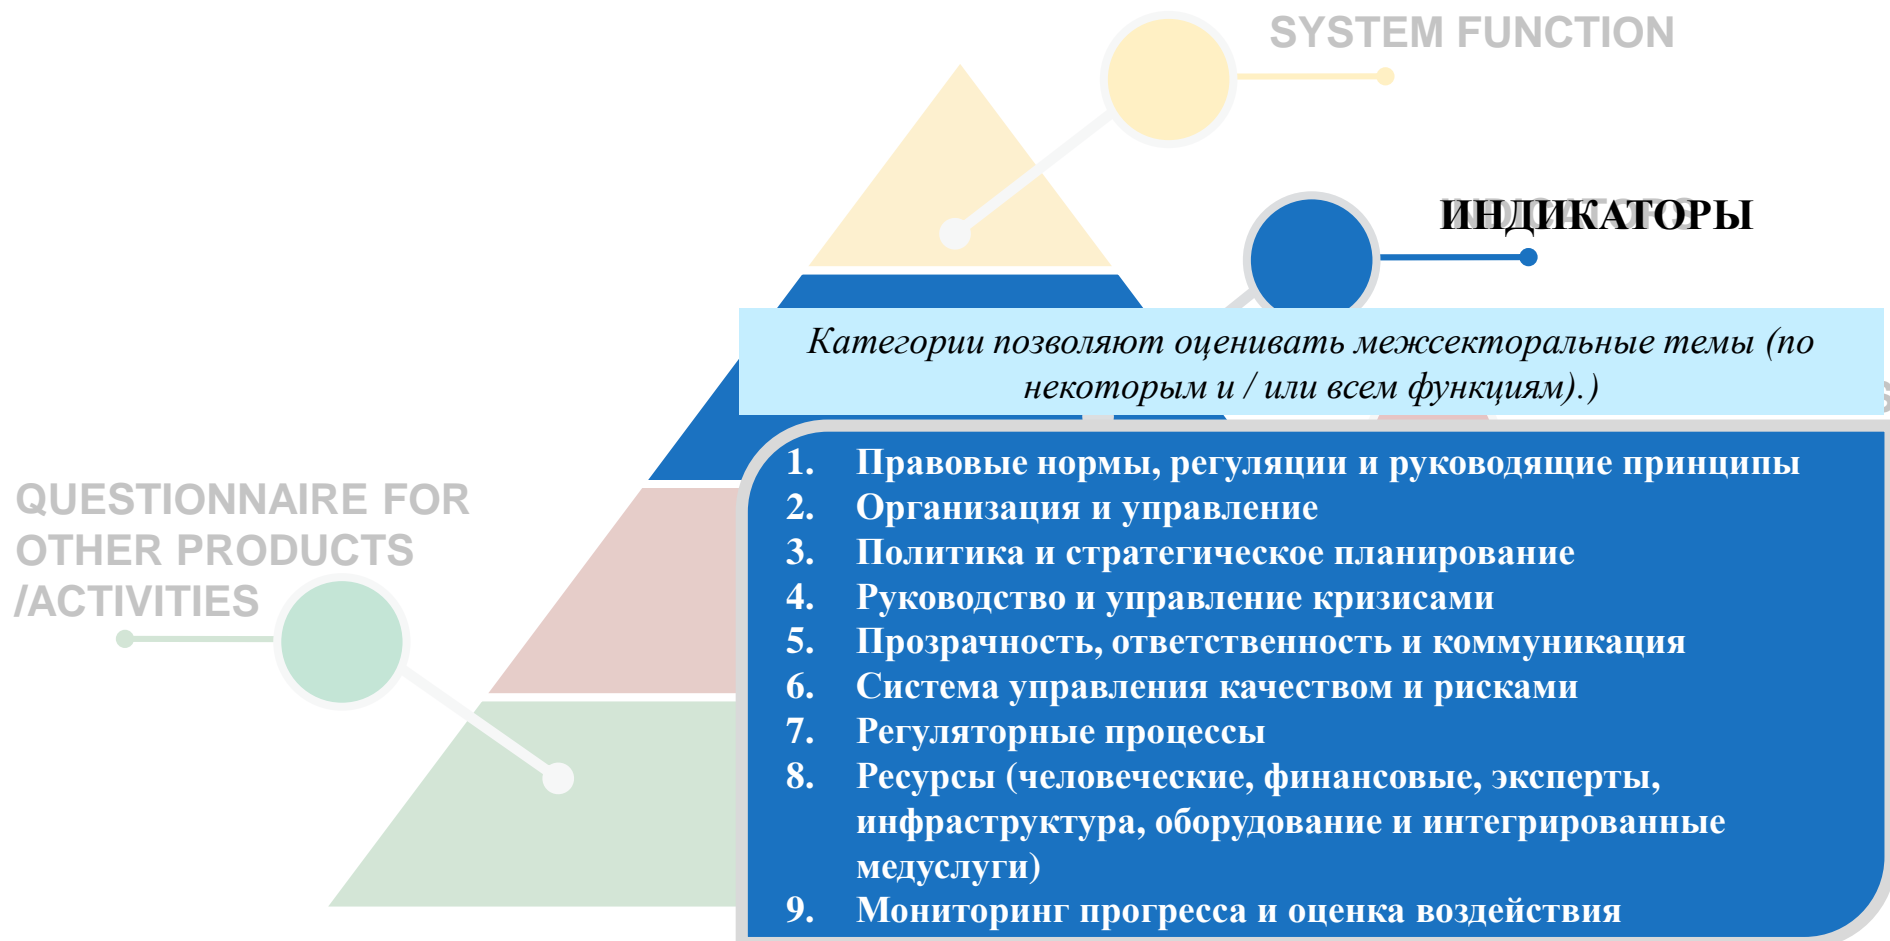 SYSTEM FUNCTION
ИНДИКАТОРЫ
Категории позволяют оценивать межсекторальные темы (по
некоторым и / или всем функциям).)
QUESTIONNAIRE FOR
OTHER PRODUCTS
/ACTIVITIES
1. Правовые нормы, регуляции и руководящие принципы
2. Организация и управление
3. Политика и стратегическое планирование
4. Руководство и управление кризисами
5. Прозрачность, ответственность и коммуникация
6. Система управления качеством и рисками
7. Регуляторные процессы
8. Ресурсы (человеческие, финансовые, эксперты,
инфраструктура, оборудование и интегрированные
медуслуги)
9. Мониторинг прогресса и оценка воздействия